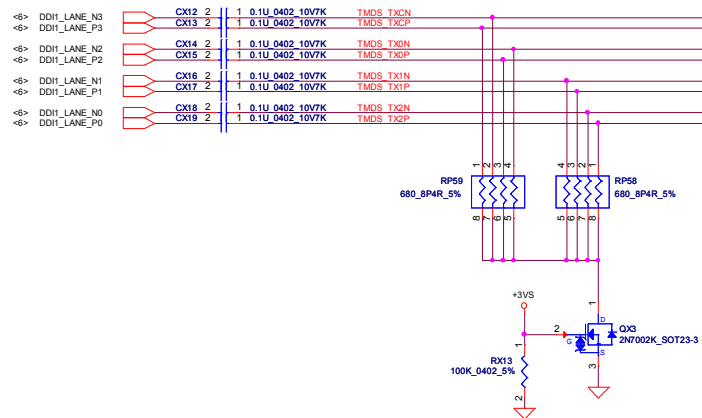 <6> DDI1_LANE_N3 CX12 2 1 0.1U_0402_10V7K TMDS_TXCN
<6> DDI1_LANE_P3 CX13 2 1 0.1U_0402_10V7K TMDS_TXCP
<6> DDI1_LANE_N2 CX14 2 1 0.1U_0402_10V7K TMDS_TX0N
<6> DDI1_LANE_P2 CX15 2 1 0.1U_0402_10V7K TMDS_TX0P
<6> DDI1_LANE_N1 CX16 2 1 0.1U_0402_10V7K TMDS_TX1N
<6> DDI1_LANE_P1 CX17 2 1 0.1U_0402_10V7K TMDS_TX1P
<6> DDI1_LANE_N0 CX18 2 1 0.1U_0402_10V7K TMDS_TX2N
<6> DDI1_LANE_P0 CX19 2 1 0.1U_0402_10V7K TMDS_TX2P
1 2 3 4 4 3 2 1
RP59 RP58
680_8P4R_5% 680_8P4R_5%
8 7 6 5 5 6 7 8
+3VS
1
D
2 QX3
G 2N7002K_SOT23-3
S
1 3
RX13
100K_0402_5%
2